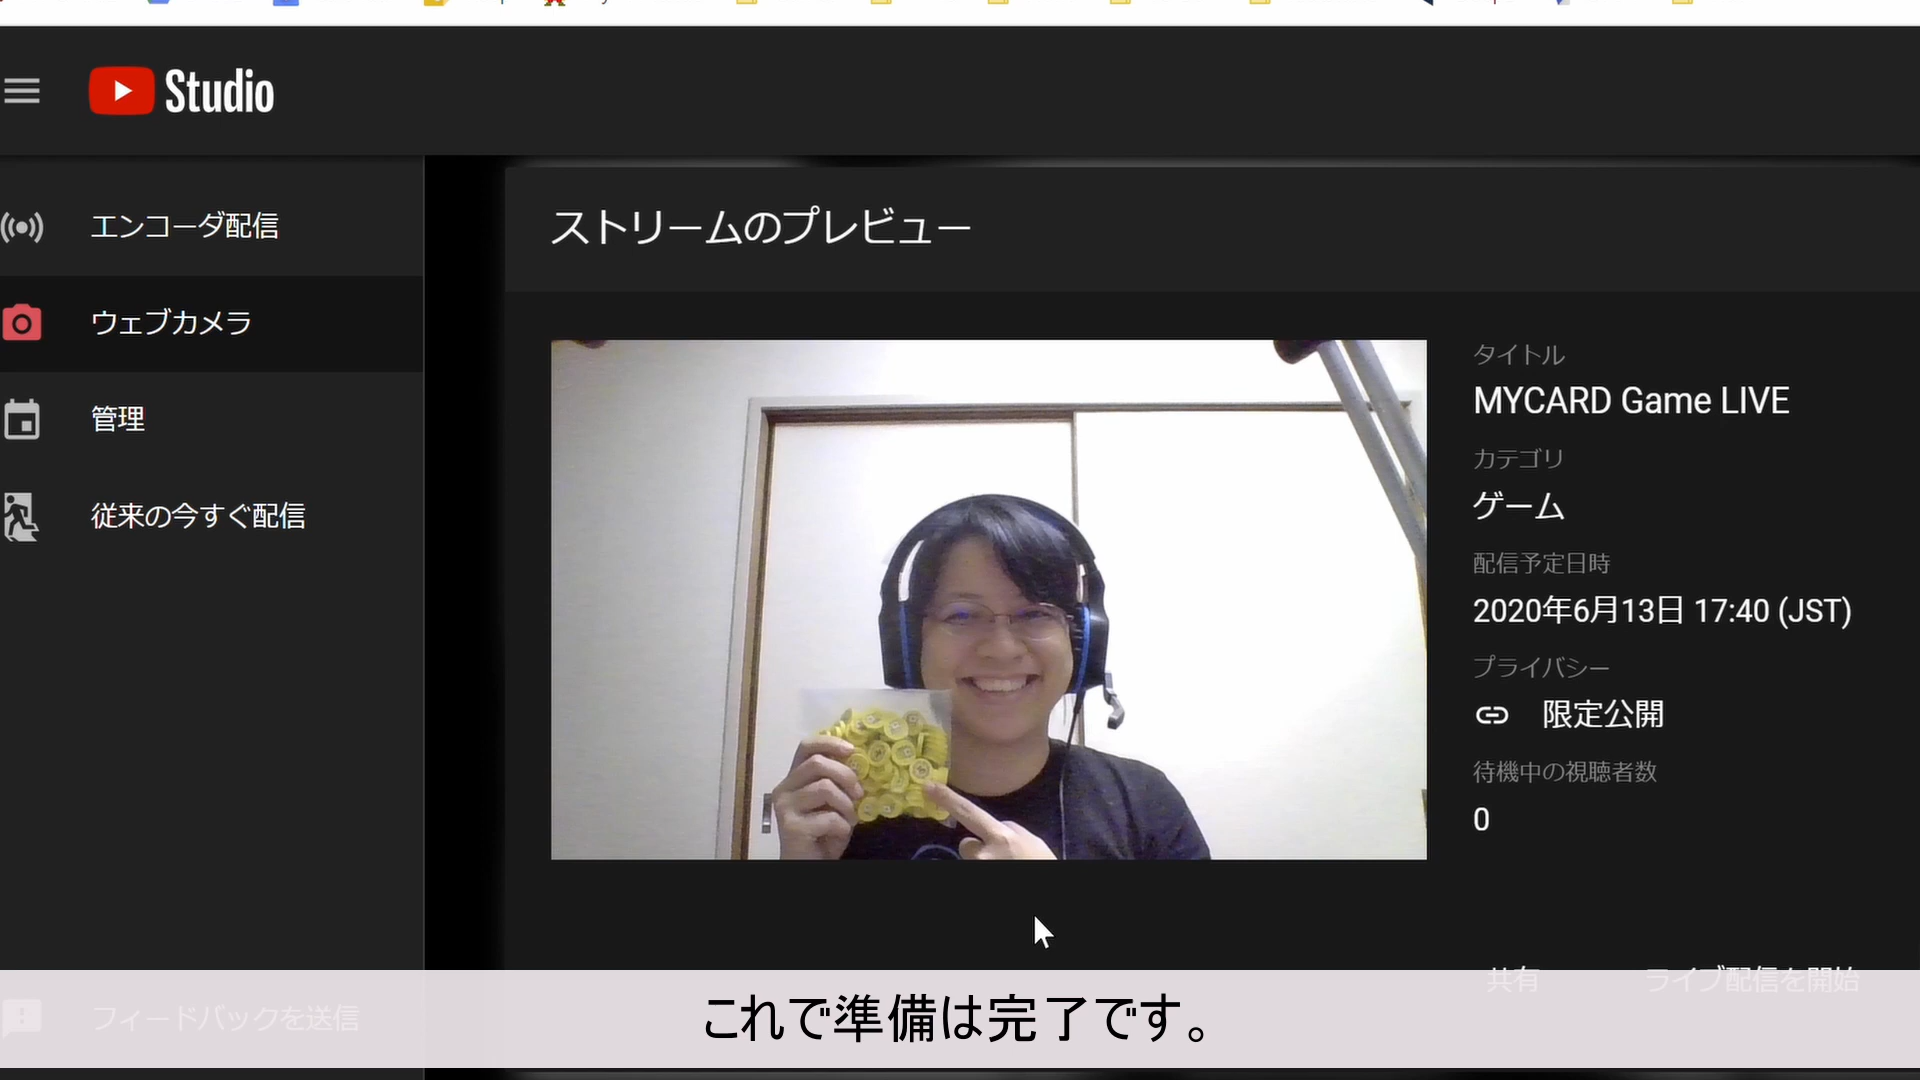 Studio
エンコーダ配信
ウェブカメラ
管理
従来の今すぐ配信
フィードバックを送信
ストリームのプレビュー
タイトル
MYCARD Game LIVE
カテゴリ
ゲーム
配信予定日時
2020年6月13日 17:40 (JST)
プライバシー
限定公開
待機中の視聴者数
0
共有
ライブ配信を開始
これで準備は完了です。